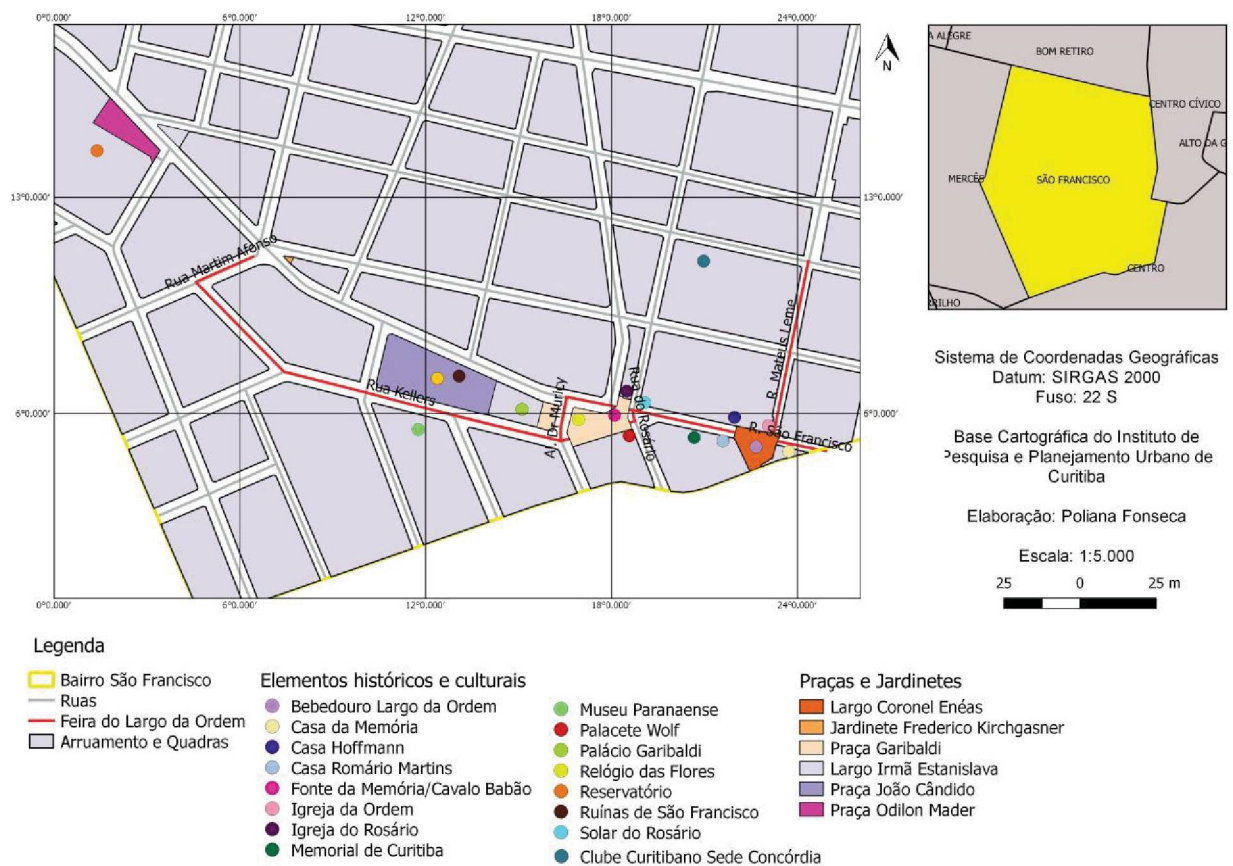 0°0.000'
6°0.000'
12°0.000'
18°0.000'
24°0.000'
13°0.000'
13°0.000'
6°0.000'
6°0.000'
0°0.000'
6°0.000'
12°0.000'
18°0.000'
24°0.000'
N
Rua Martim Afonso
Rua Kellers
Al. Dr Muricy
Rua do Rosário
R. Mateus Leme
R. São Francisco
A ALEGRE
BOM RETIRO
CENTRO CÍVICO
ALTO DA G
MERCÊS
SÃO FRANCISCO
CENTRO
RRILHO
Sistema de Coordenadas Geográficas
Datum: SIRGAS 2000
Fuso: 22 S
Base Cartográfica do Instituto de
Pesquisa e Planejamento Urbano de
Curitiba
Elaboração: Poliana Fonseca
Escala: 1:5.000
25 0 25 m
Legenda
Bairro São Francisco
Ruas
Feira do Largo da Ordem
Arruamento e Quadras
Elementos históricos e culturais
Bebedouro Largo da Ordem
Casa da Memória
Casa Hoffmann
Casa Romário Martins
Fonte da Memória/Cavalo Babão
Igreja da Ordem
Igreja do Rosário
Memorial de Curitiba
Museu Paranaense
Palacete Wolf
Palácio Garibaldi
Relógio das Flores
Reservatório
Ruínas de São Francisco
Solar do Rosário
Clube Curitibano Sede Concórdia
Praças e Jardinetes
Largo Coronel Enéas
Jardinete Frederico Kirchgasner
Praça Garibaldi
Largo Irmã Estanislava
Praça João Cândido
Praça Odilon Mader